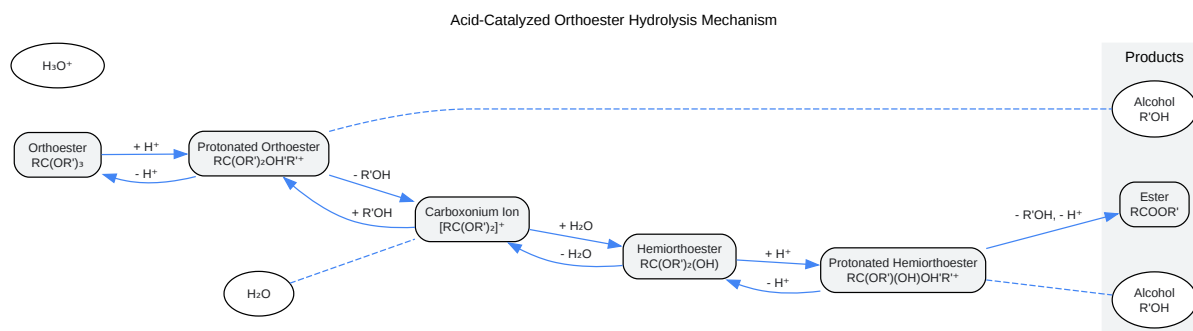 Acid-Catalyzed Orthoester Hydrolysis Mechanism
H₃O⁺
Products
Alcohol
R'OH
Orthoester
RC(OR')₃
+ H⁺
- H⁺
Protonated Orthoester
RC(OR')₂OH'R'⁺
- R'OH
+ R'OH
Carboxonium Ion
[RC(OR')₂]⁺
+ H₂O
- H₂O
H₂O
Hemiorthoester
RC(OR')₂(OH)
+ H⁺
- H⁺
Protonated Hemiorthoester
RC(OR')(OH)OH'R'⁺
- R'OH, - H⁺
Ester
RCOOR'
Alcohol
R'OH